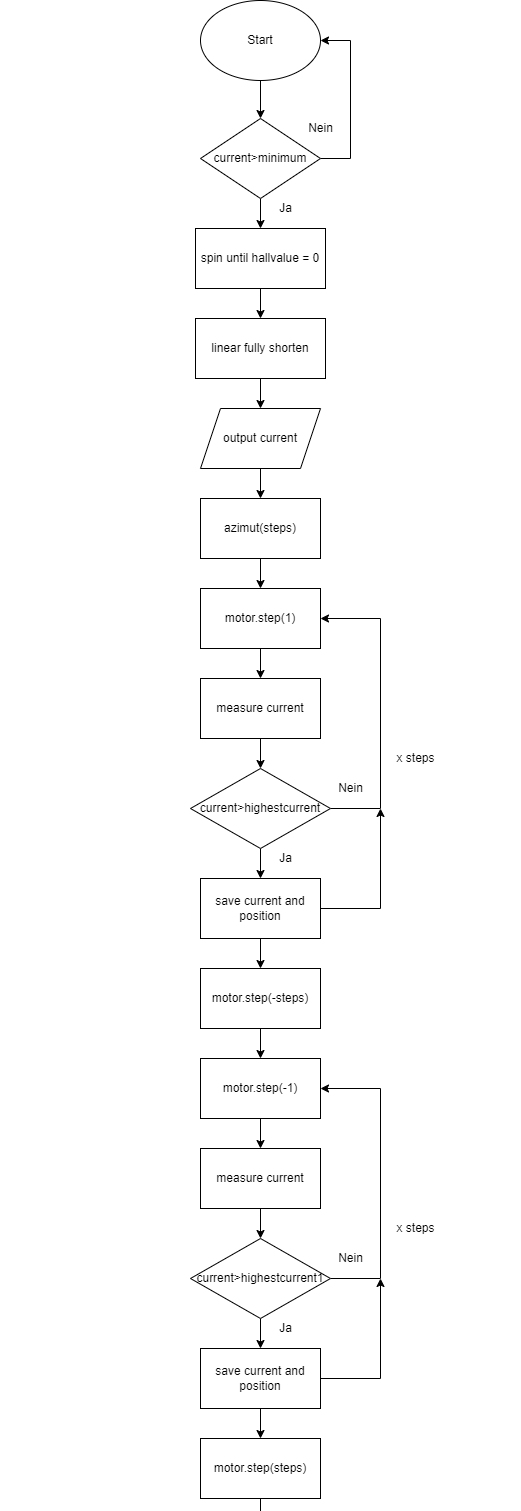 Start
Nein
current>minimum
Ja
spin until hallvalue = 0
linear fully shorten
output current
azimut(steps)
motor.step(1)
measure current
x steps
Nein
current>highestcurrent
Ja
save current and
position
motor.step(-steps)
motor.step(-1)
measure current
x steps
Nein
current>highestcurrent1
Ja
save current and
position
motor.step(steps)